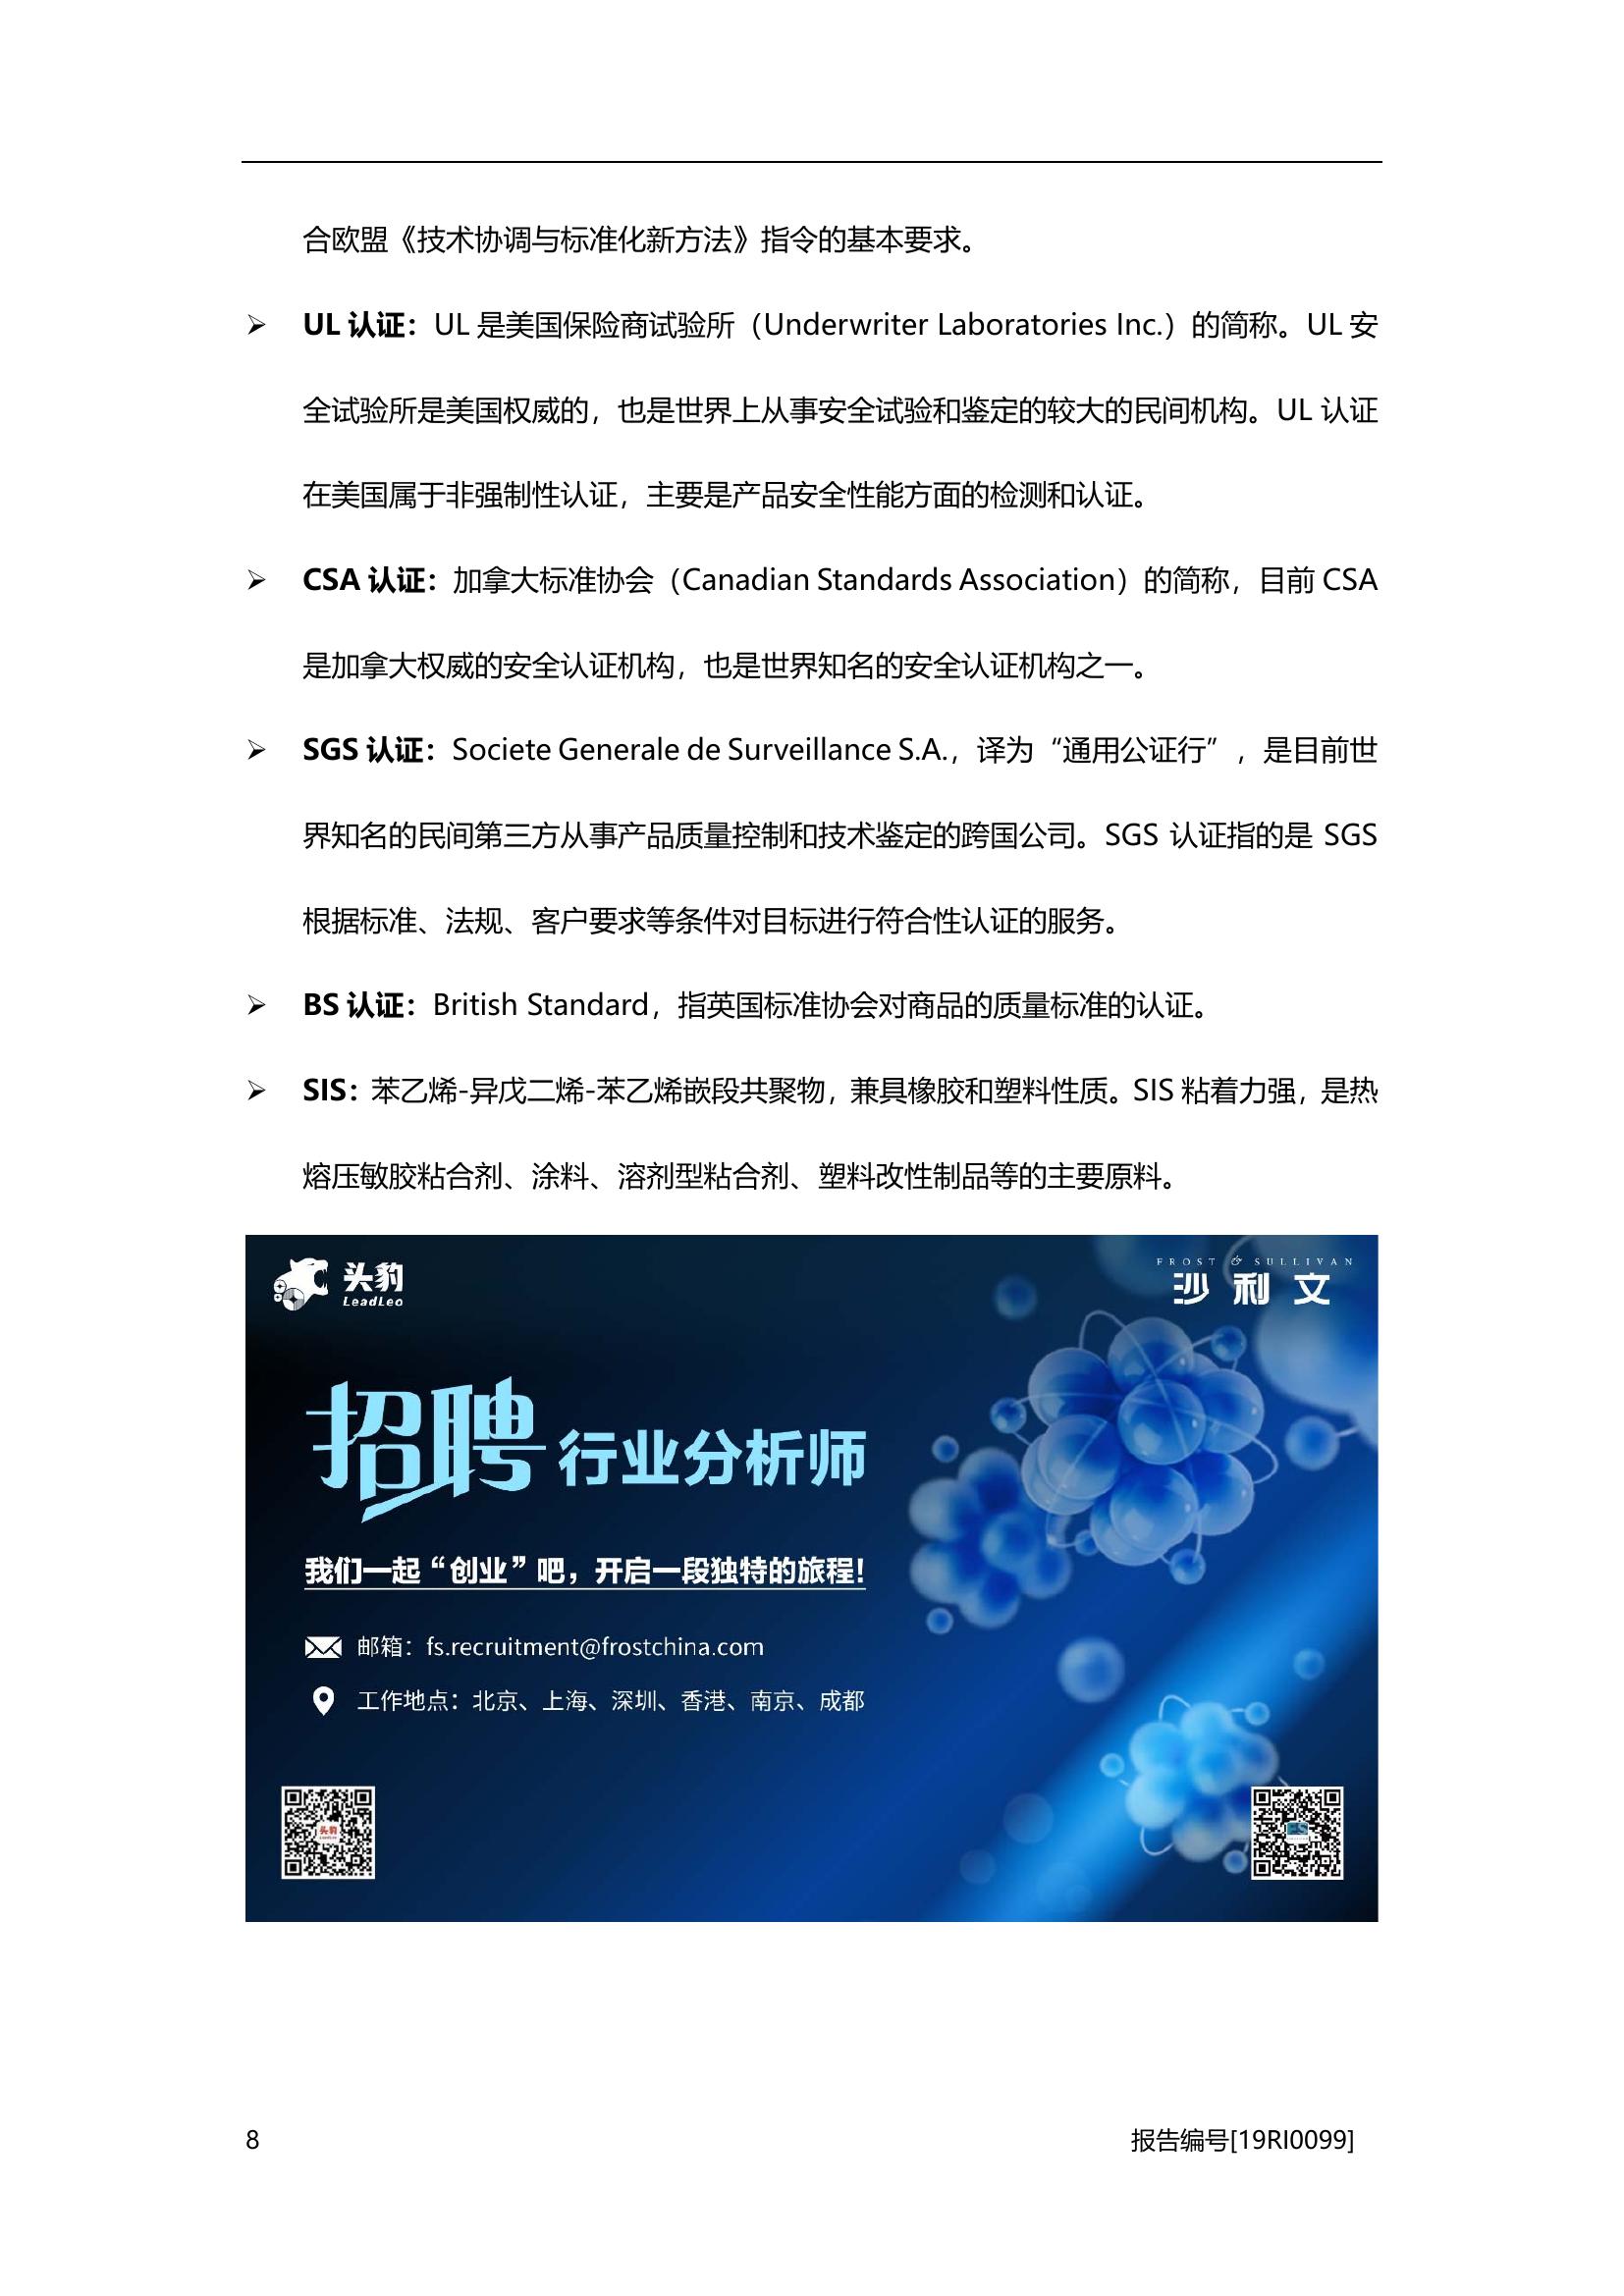 合欧盟《技术协调与标准化新方法》指令的基本要求。
➢ UL 认证：UL 是美国保险商试验所（Underwriter Laboratories Inc.）的简称。UL 安
全试验所是美国权威的，也是世界上从事安全试验和鉴定的较大的民间机构。UL 认证
在美国属于非强制性认证，主要是产品安全性能方面的检测和认证。
➢ CSA 认证：加拿大标准协会（Canadian Standards Association）的简称，目前 CSA
是加拿大权威的安全认证机构，也是世界知名的安全认证机构之一。
➢ SGS 认证：Societe Generale de Surveillance S.A.，译为“通用公证行”，是目前世
界知名的民间第三方从事产品质量控制和技术鉴定的跨国公司。SGS 认证指的是 SGS
根据标准、法规、客户要求等条件对目标进行符合性认证的服务。
➢ BS 认证：British Standard，指英国标准协会对商品的质量标准的认证。
➢ SIS：苯乙烯-异戊二烯-苯乙烯嵌段共聚物，兼具橡胶和塑料性质。SIS 粘着力强，是热
熔压敏胶粘合剂、涂料、溶剂型粘合剂、塑料改性制品等的主要原料。
头豹
LeadLeo
FROST & SULLIVAN
沙利文
招聘 行业分析师
我们一起“创业”吧，开启一段独特的旅程！
邮箱：fs.recruitment@frostchina.com
工作地点：北京、上海、深圳、香港、南京、成都
头豹
8
报告编号[19RI0099]